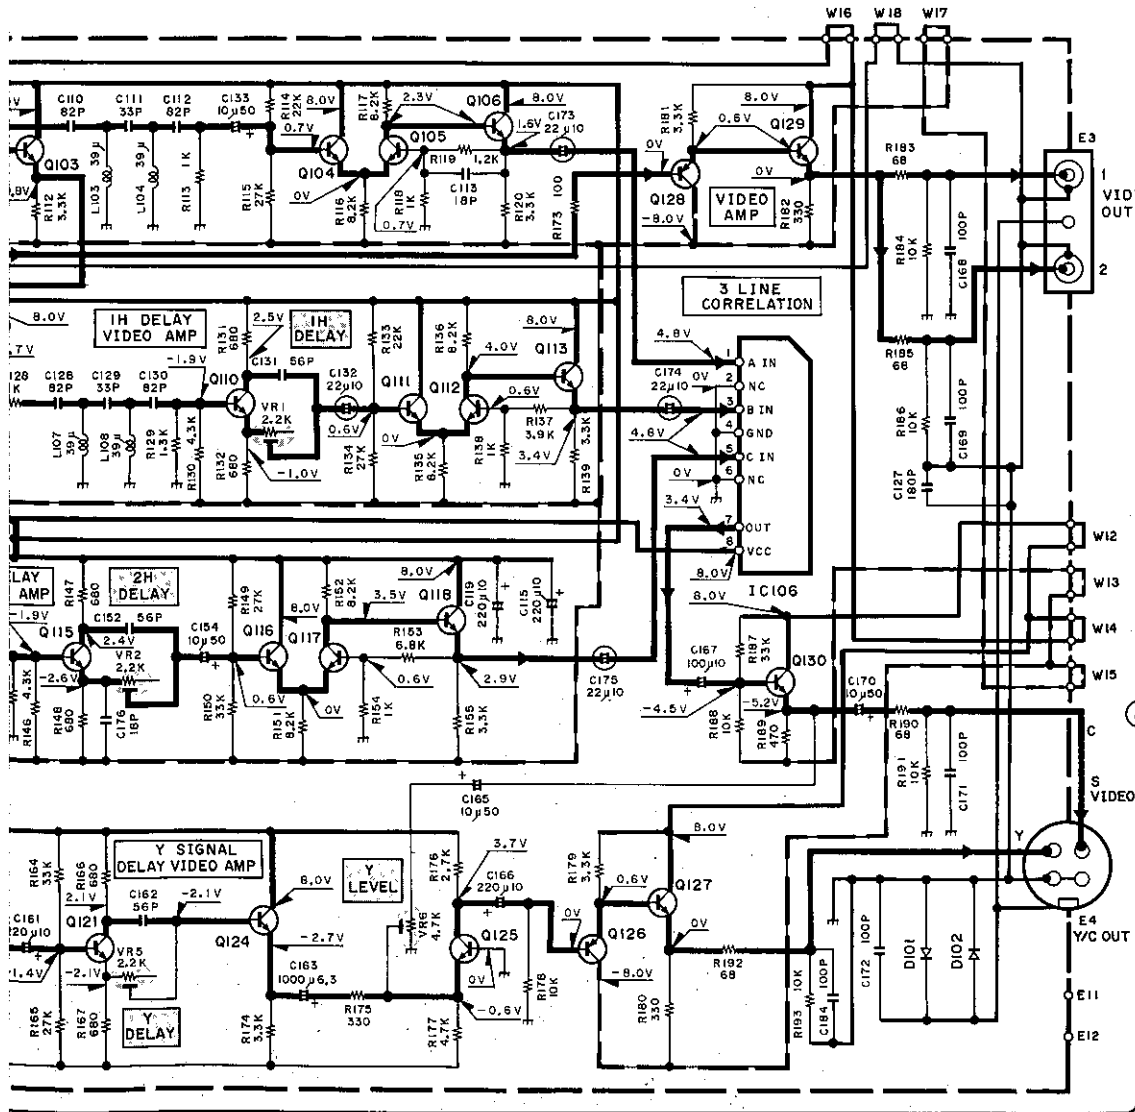 W16
W18
W17
C110
82P
C111
33P
C112
82P
C133
10µ50
R114
22K
8.0V
R117
8.2K
2.3V
Q106
8.0V
C173
22µ10
1.6V
R181
3.3K
8.0V
0.6V
Q129
E3
Q103
L103
39µ
L104
39µ
R113
1K
0.7V
Q105
Q104
R119
1.2K
C113
18P
0V
R183
68
1
R112
3.3K
R115
27K
0V
R116
8.2K
R118
1K
0.7V
R120
3.3K
R173
100
Q128
-8.0V
VIDEO
AMP
0V
R182
330
R184
10K
100P
C168
OUT
2
3 LINE
CORRELATION
8.0V
1H DELAY
VIDEO AMP
R131
680
2.5V
1H
DELAY
R133
22K
R136
8.2K
8.0V
4.8V
4.0V
Q113
1
A IN
2
NC
3
B IN
4
GND
5
C IN
6
NC
7
OUT
8
VCC
IC106
8.0V
R185
68
C128
82P
C129
33P
C130
82P
-1.9V
Q110
C131
56P
C132
22µ10
Q111
Q112
0.6V
C174
22µ10
VR1
2.2K
0.6V
0V
R137
3.9K
3.4V
3.3K
R139
4.6V
0V
3.4V
L107
39µ
L108
39µ
R129
1.3K
R130
4.3K
R132
680
-1.0V
R134
27K
R135
8.2K
R138
1K
R186
10K
100P
C169
C127
180P
W12
W13
W14
W15
R147
680
2H
DELAY
R149
27K
8.0V
R152
8.2K
3.5V
8.0V
Q118
C119
220µ10
C115
220µ10
8.0V
-1.9V
Q115
C152
56P
2.4V
VR2
2.2K
C154
10µ50
Q116
Q117
R153
6.8K
C167
100µ10
R187
33K
Q130
-2.6V
0.6V
0V
0.6V
2.9V
C175
22µ10
-4.5V
-5.2V
C170
10µ50
R146
4.3K
R148
680
C176
18P
R150
33K
R151
8.2K
R154
1K
R155
3.3K
R188
10K
R189
470
R190
68
R191
10K
100P
C171
C
S
VIDEO
C165
10µ50
R164
33K
R166
680
Y SIGNAL
DELAY VIDEO AMP
Y
LEVEL
R176
2.7K
3.7V
R179
3.3K
8.0V
Y
C161
220µ10
2.1V
C162
56P
-2.1V
8.0V
C166
220µ10
0.6V
Q127
Q121
Q124
VR6
4.7K
Q125
0V
Q126
0V
E4
Y/C OUT
-2.1V
VR5
2.2K
-2.7V
C163
1000µ6.3
R175
330
0V
-0.6V
R178
10K
-8.0V
R180
330
R192
68
10K
R193
100P
C184
100P
C172
D101
D102
E11
E12
R165
27K
R167
680
Y
DELAY
R174
3.3K
R177
4.7K